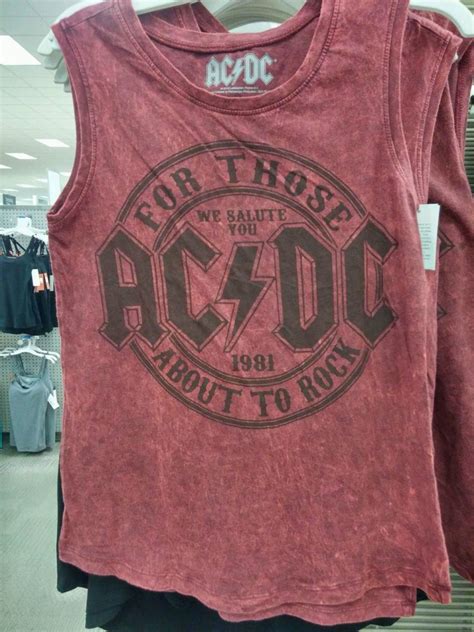 AC⚡DC
FOR THOSE
WE SALUTE
YOU
AC⚡DC
1981
ABOUT TO ROCK